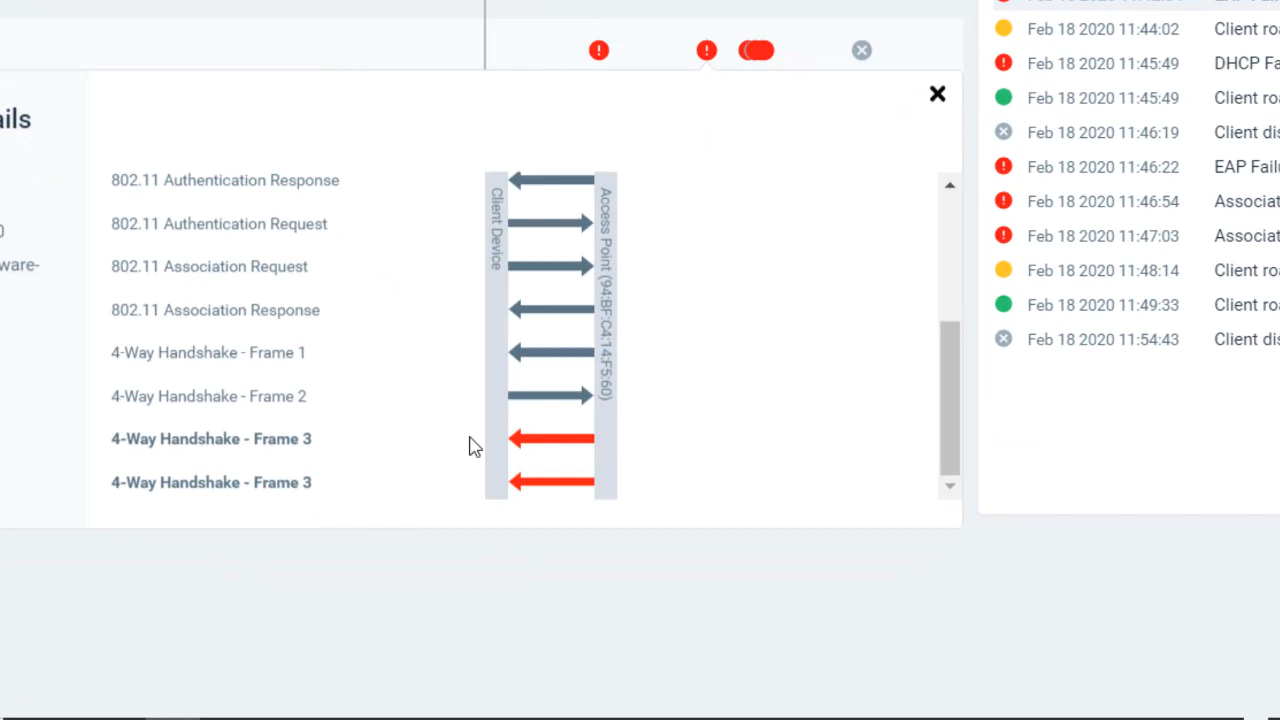 ails
0
ware-
802.11 Authentication Response
802.11 Authentication Request
802.11 Association Request
802.11 Association Response
4-Way Handshake - Frame 1
4-Way Handshake - Frame 2
4-Way Handshake - Frame 3
4-Way Handshake - Frame 3
Client Device
Access Point (94:BF:C4:14:F5:60)
Feb 18 2020 11:44:02 Client ro
Feb 18 2020 11:45:49 DHCP Fa
Feb 18 2020 11:45:49 Client ro
Feb 18 2020 11:46:19 Client dis
Feb 18 2020 11:46:22 EAP Failu
Feb 18 2020 11:46:54 Associat
Feb 18 2020 11:47:03 Associat
Feb 18 2020 11:48:14 Client ro
Feb 18 2020 11:49:33 Client ro
Feb 18 2020 11:54:43 Client dis